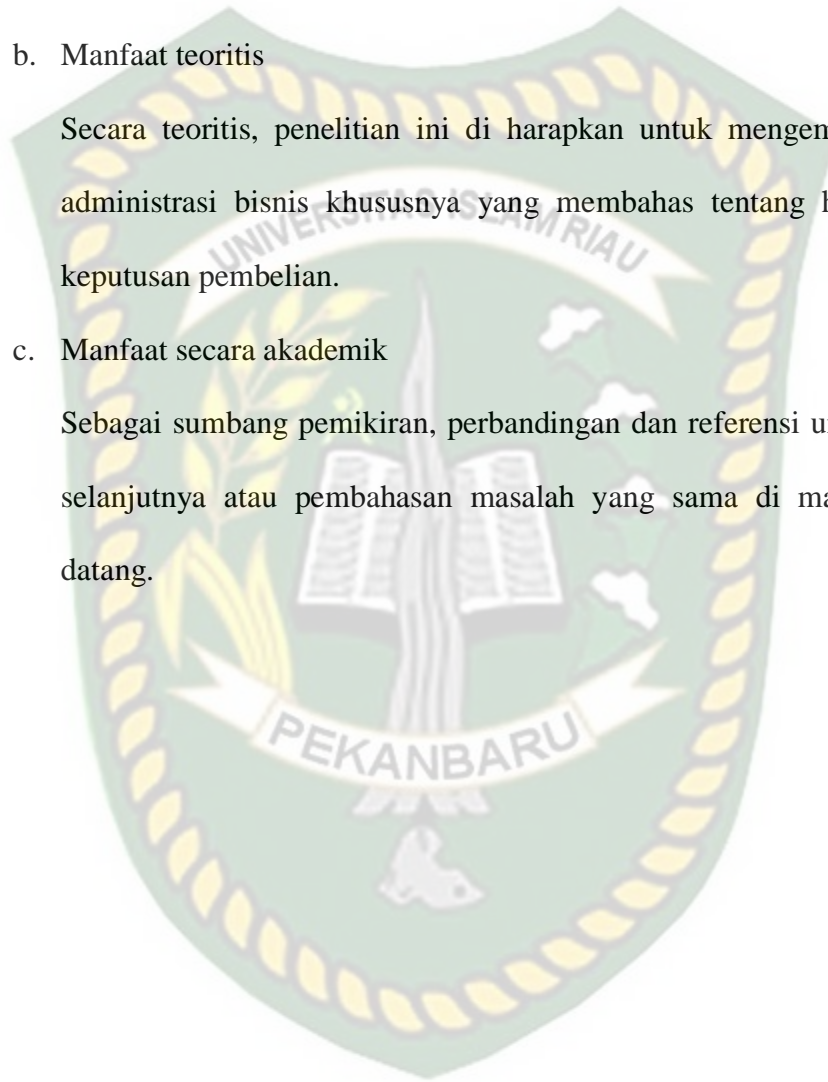 b. Manfaat teoritis
Secara teoritis, penelitian ini di harapkan untuk
administrasi bisnis khususnya yang membahas tentang
keputusan pembelian.
c. Manfaat secara akademik
Sebagai sumbang pemikiran, perbandingan dan referensi
selanjutnya atau pembahasan masalah yang sama di
datang.
UNIVERSITAS ISLAM RIAU
PEKANBARU